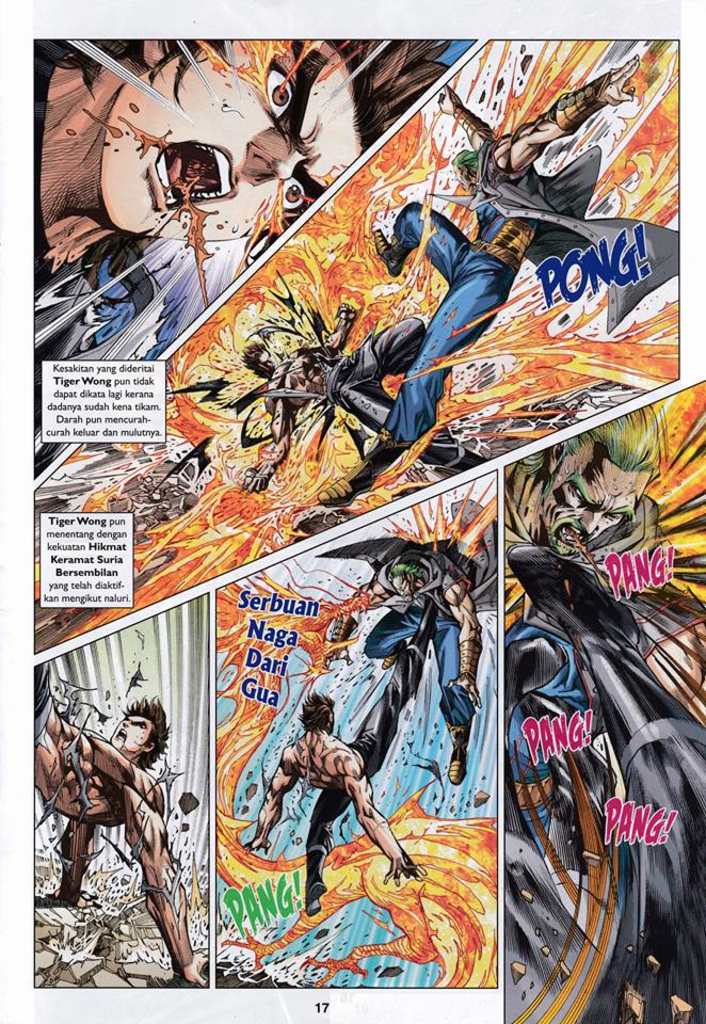 PONG!
Kesakitan yang dideritai
Tiger Wong pun tidak
dapat dikata lagi kerana
dadanya sudah kena tikam.
Darah pun mencurah-
curah keluar dan mulutnya.
Tiger Wong pun
menentang dengan
kekuatan Hikmat
Keramat Suria
Bersembilan
yang telah diaktif-
kan mengikut naluri.
Serbuan
Naga
Dari
Gua
PANG!
PANG!
PANG!
PANG!
17